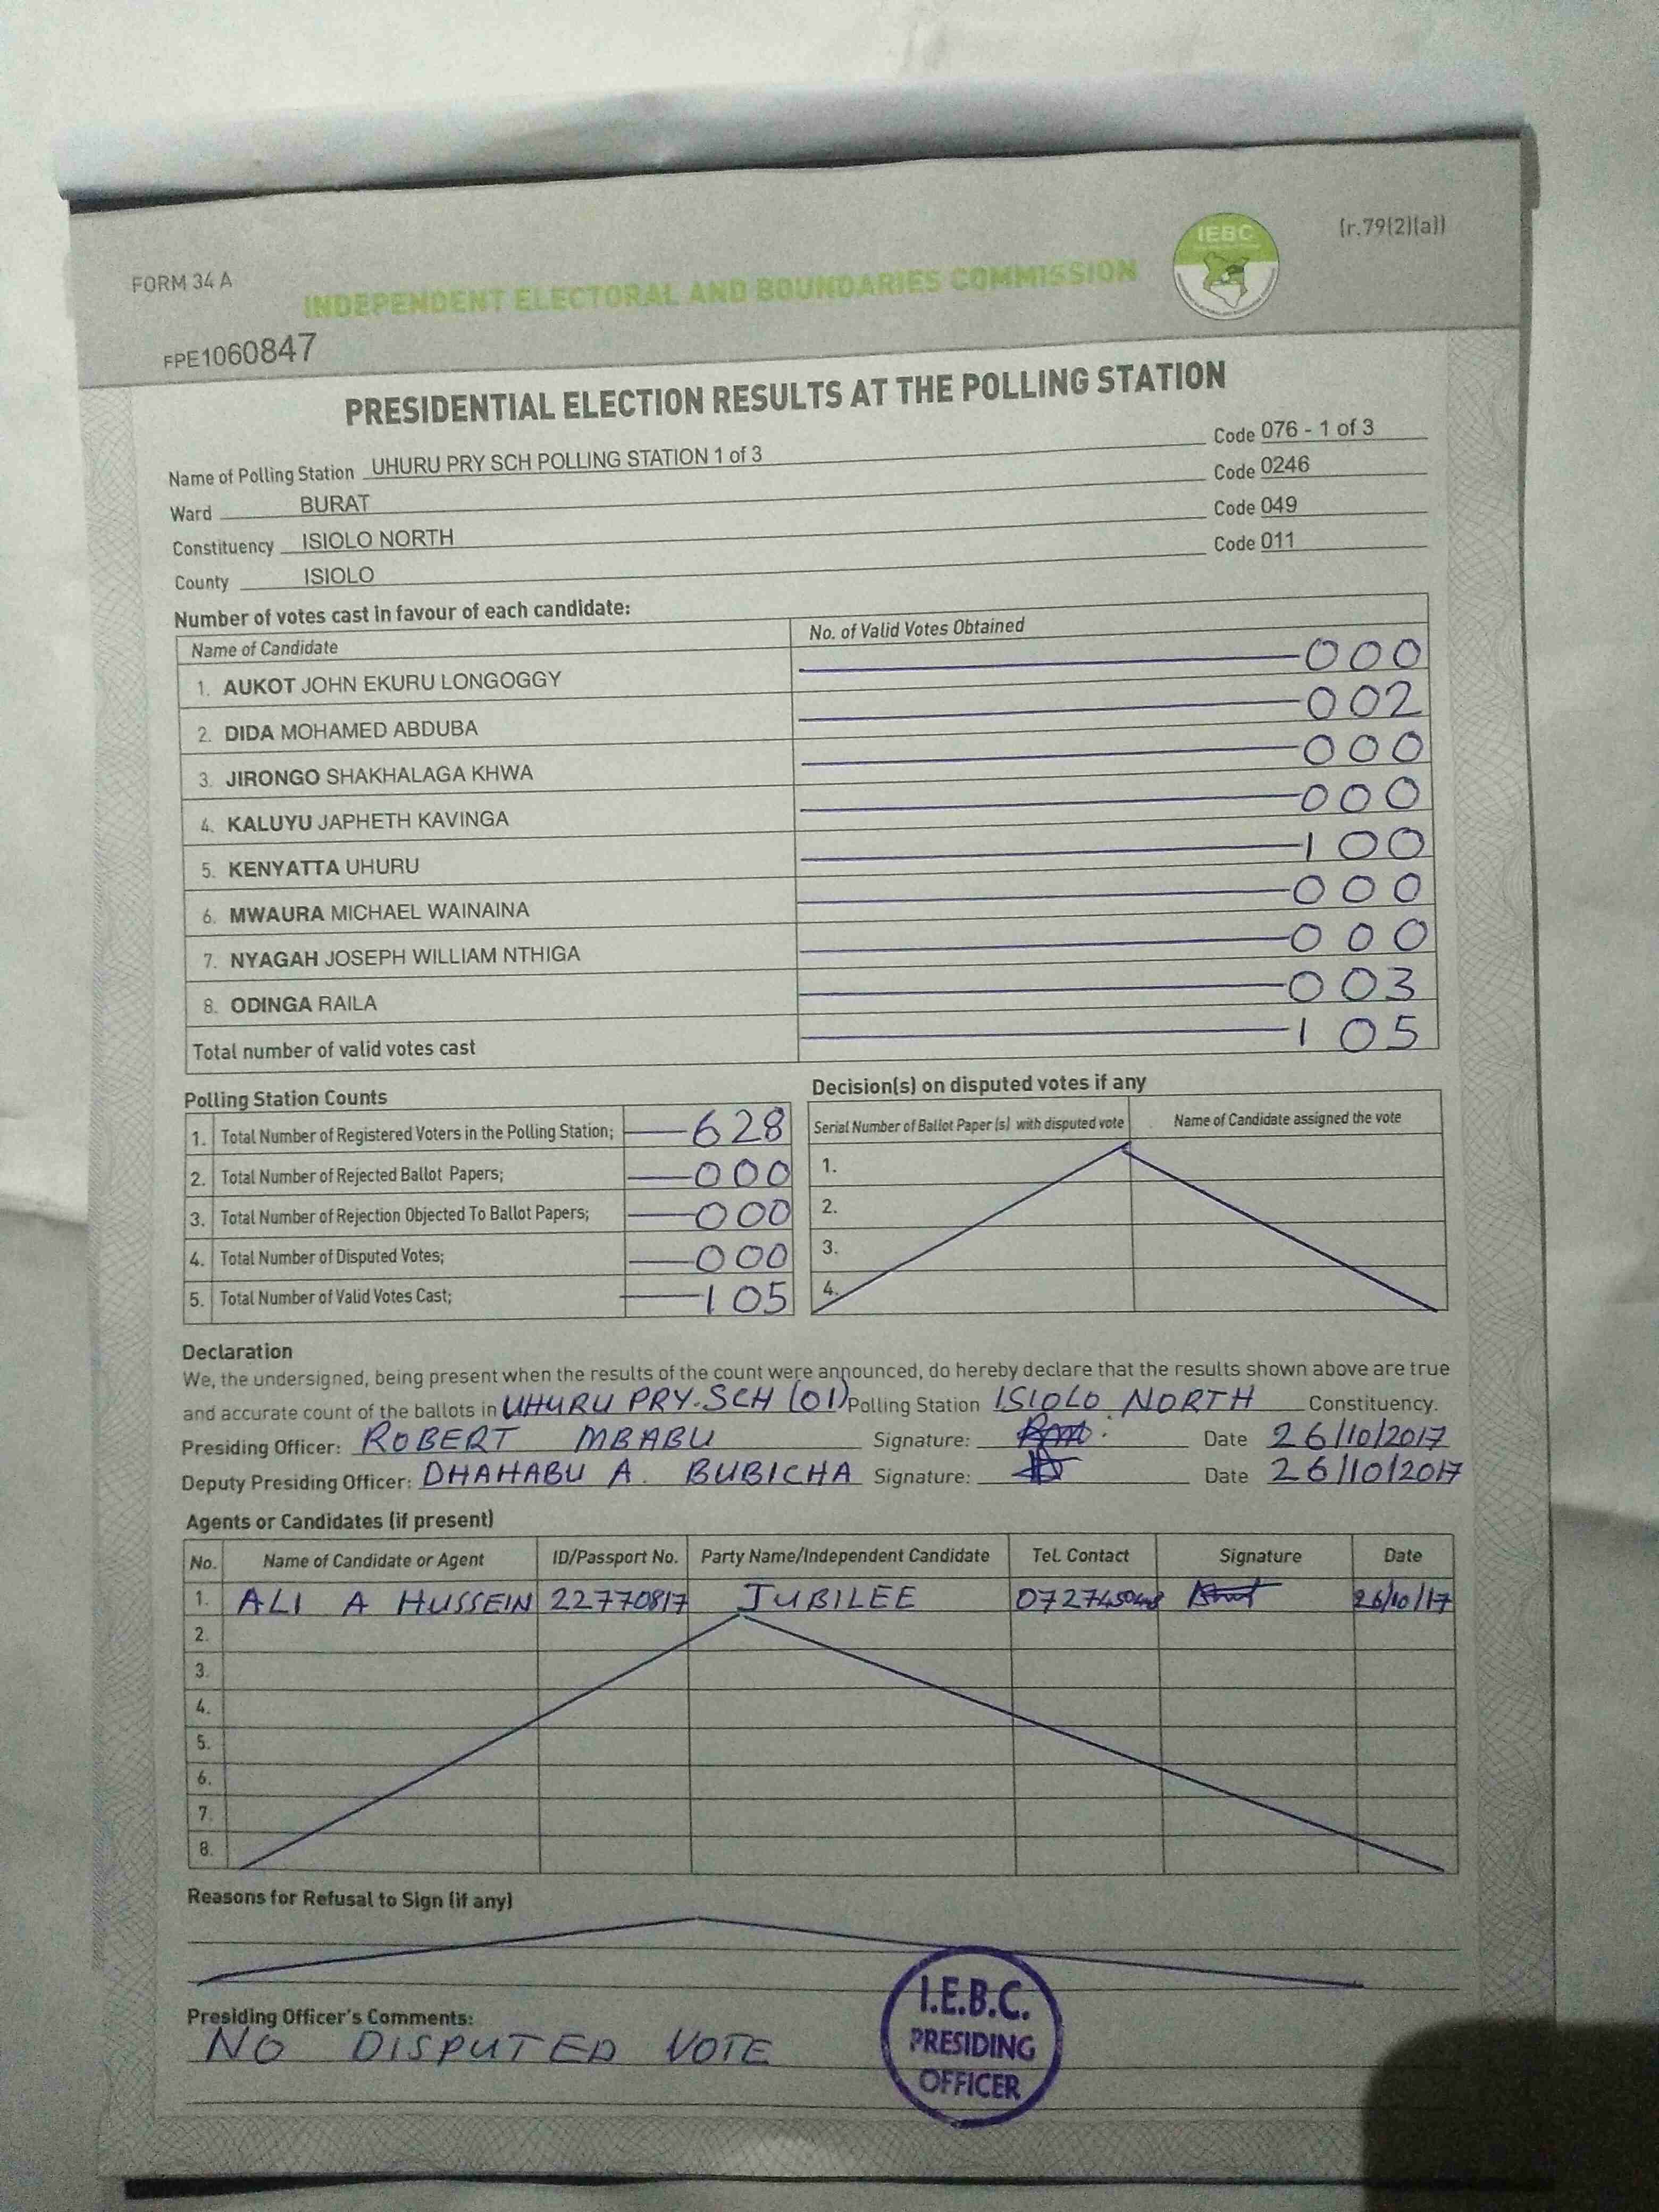 (r.79(2)(a))
FORM 34 A
IEBC
INDEPENDENT ELECTORAL AND BOUNDARIES COMMISSION
FPE1060847
PRESIDENTIAL ELECTION RESULTS AT THE POLLING STATION
Name of Polling Station UHURU PRY SCH POLLING STATION 1 of 3 Code 076 - 1 of 3
Ward BURAT Code 0246
Constituency ISIOLO NORTH Code 049
County ISIOLO Code 011
Number of votes cast in favour of each candidate:
Name of Candidate No. of Valid Votes Obtained
1. AUKOT JOHN EKURU LONGOGGY 000
2. DIDA MOHAMED ABDUBA 002
3. JIRONGO SHAKHALAGA KHWA 000
4. KALUYU JAPHETH KAVINGA 000
5. KENYATTA UHURU 100
6. MWAURA MICHAEL WAINAINA 000
7. NYAGAH JOSEPH WILLIAM NTHIGA 000
8. ODINGA RAILA 003
Total number of valid votes cast 105
Polling Station Counts
1. Total Number of Registered Voters in the Polling Station; 628
2. Total Number of Rejected Ballot Papers; 000
3. Total Number of Rejection Objected To Ballot Papers; 000
4. Total Number of Disputed Votes; 000
5. Total Number of Valid Votes Cast; 105
Decision(s) on disputed votes if any
Serial Number of Ballot Paper (s) with disputed vote Name of Candidate assigned the vote
1.
2.
3.
4.
Declaration
We, the undersigned, being present when the results of the count were announced, do hereby declare that the results shown above are true
and accurate count of the ballots in UHURU PRY.SCH (01) Polling Station ISIOLO NORTH Constituency.
Presiding Officer: ROBERT MBABU Signature: Date 26/10/2017
Deputy Presiding Officer: DHAHABU A. BUBICHA Signature: Date 26/10/2017
Agents or Candidates (if present)
No. Name of Candidate or Agent ID/Passport No. Party Name/Independent Candidate Tel. Contact Signature Date
1. ALI A HUSSEIN 22770817 JUBILEE 26/10/17
2.
3.
4.
5.
6.
7.
8.
Reasons for Refusal to Sign (if any)
Presiding Officer's Comments:
NO DISPUTED VOTE
I.E.B.C.
PRESIDING
OFFICER